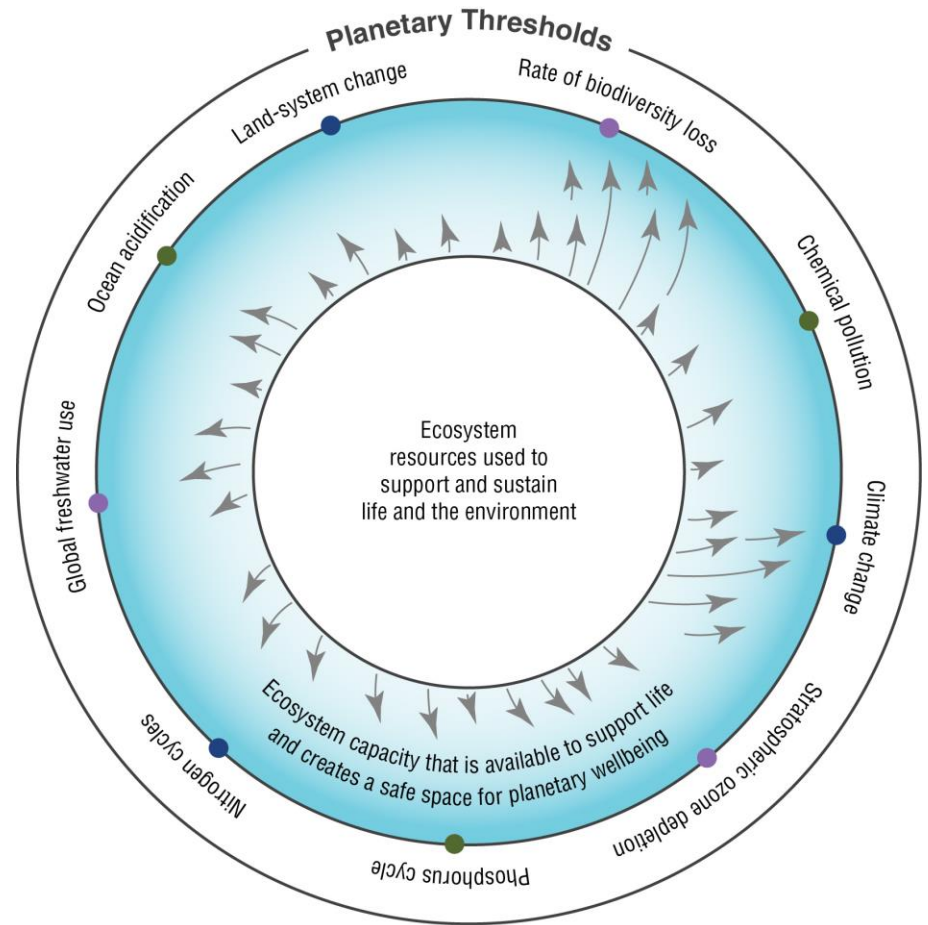 Planetary Thresholds
Rate of biodiversity loss
Chemical pollution
Climate change
Stratospheric ozone depletion
Phosphorus cycle
Nitrogen cycles
Global freshwater use
Ocean acidification
Land-system change
Ecosystem
resources used to
support and sustain
life and the environment
Ecosystem capacity that is available to support life
and creates a safe space for planetary wellbeing